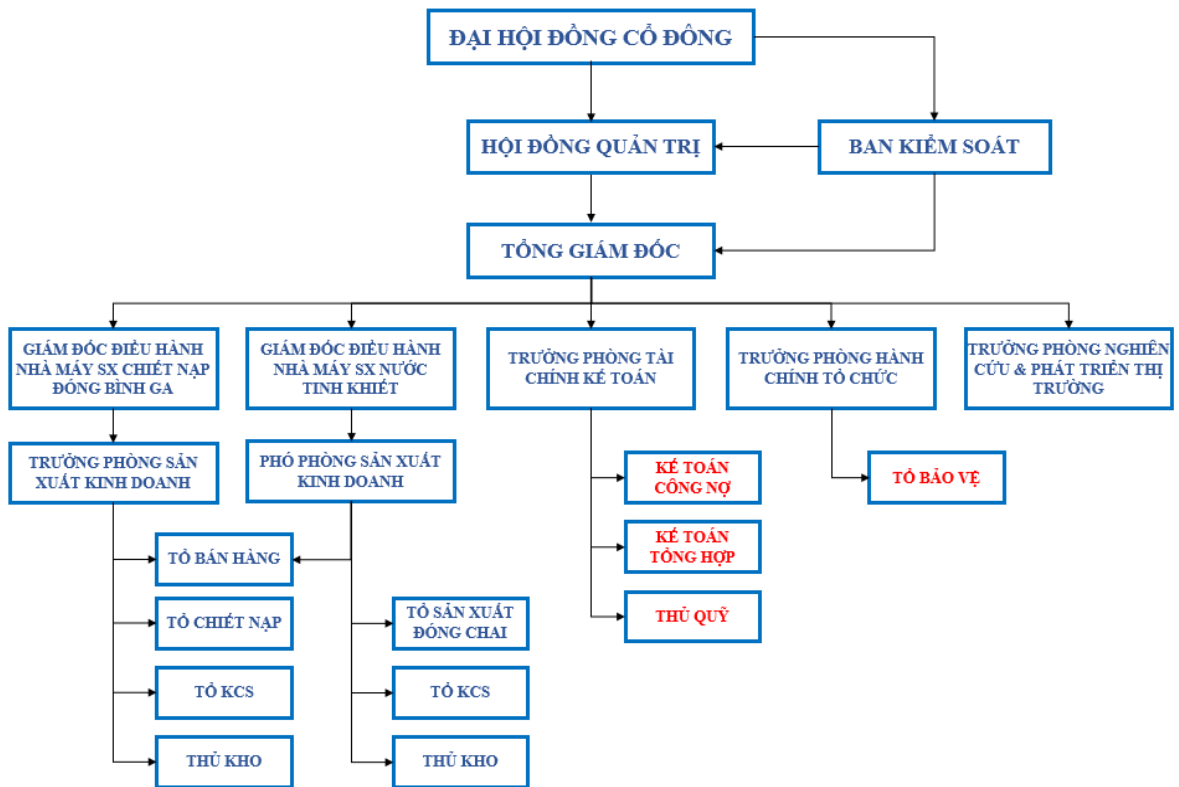 ĐẠI HỘI ĐỒNG CỔ ĐÔNG
HỘI ĐỒNG QUẢN TRỊ
BAN KIỂM SOÁT
TỔNG GIÁM ĐỐC
GIÁM ĐỐC ĐIỀU HÀNH
NHÀ MÁY SX CHIẾT NẠP
ĐÓNG BÌNH GA
GIÁM ĐỐC ĐIỀU HÀNH
NHÀ MÁY SX NƯỚC
TINH KHIẾT
TRƯỞNG PHÒNG TÀI
CHÍNH KẾ TOÁN
TRƯỞNG PHÒNG HÀNH
CHÍNH TỔ CHỨC
TRƯỞNG PHÒNG NGHIÊN
CỨU & PHÁT TRIỂN THỊ
TRƯỜNG
TRƯỞNG PHÒNG SẢN
XUẤT KINH DOANH
PHÓ PHÒNG SẢN XUẤT
KINH DOANH
KẾ TOÁN
CÔNG NỢ
TỔ BẢO VỆ
TỔ BÁN HÀNG
KẾ TOÁN
TỔNG HỢP
TỔ CHIẾT NẠP
TỔ SẢN XUẤT
ĐÓNG CHAI
THỦ QUỸ
TỔ KCS
TỔ KCS
THỦ KHO
THỦ KHO